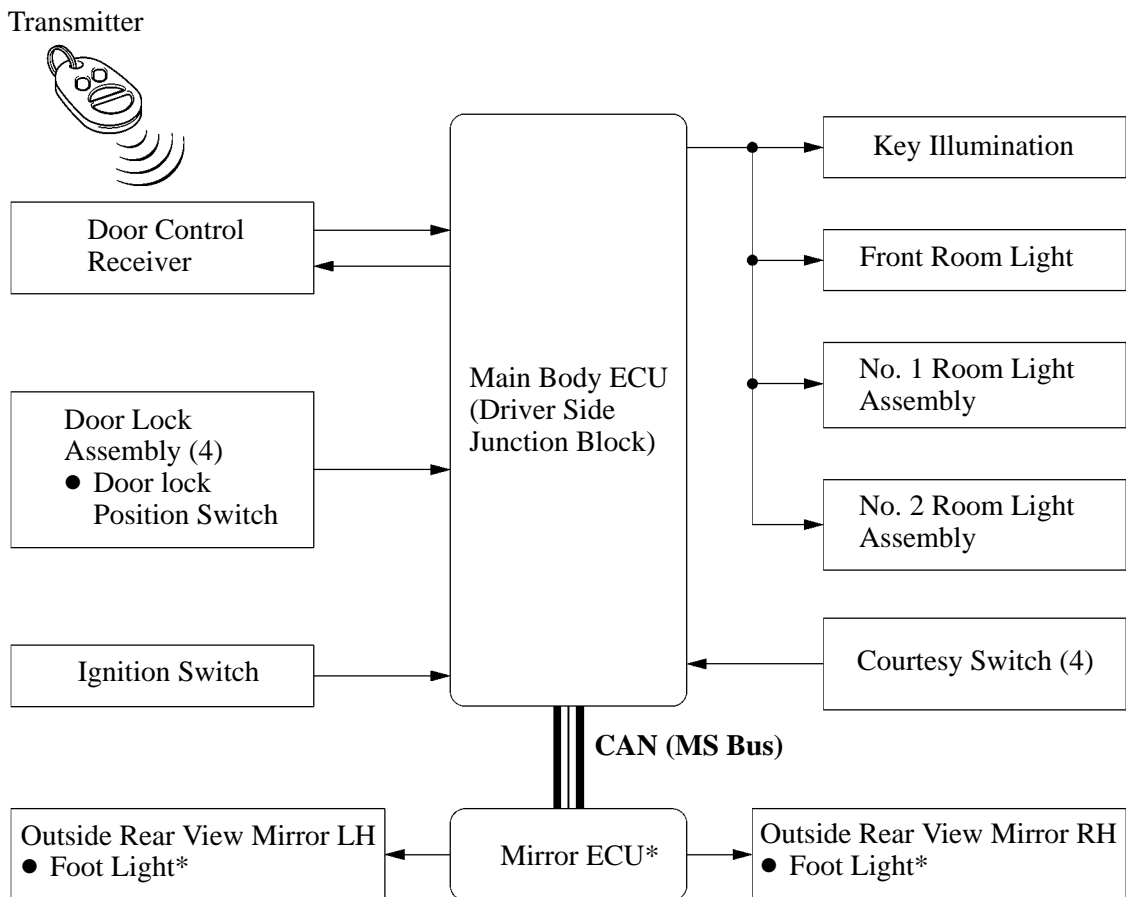 Transmitter
Door Control
Receiver
Door Lock
Assembly (4)
● Door lock
Position Switch
Ignition Switch
Main Body ECU
(Driver Side
Junction Block)
Key Illumination
Front Room Light
No. 1 Room Light
Assembly
No. 2 Room Light
Assembly
Courtesy Switch (4)
CAN (MS Bus)
Outside Rear View Mirror LH
● Foot Light*
Mirror ECU*
Outside Rear View Mirror RH
● Foot Light*